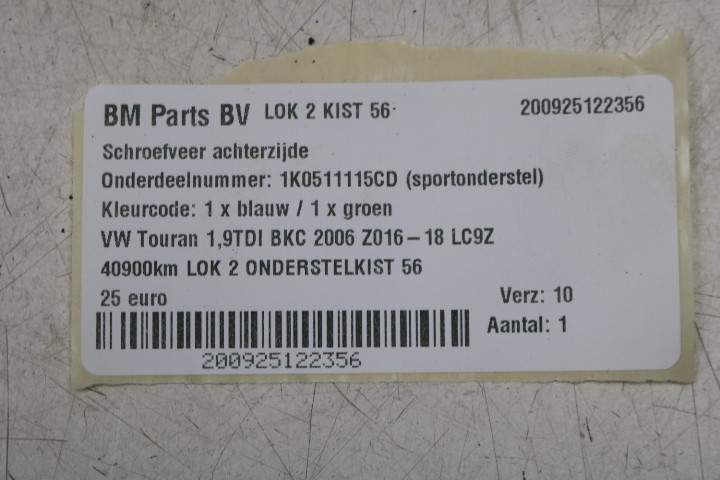 BM Parts BV LOK 2 KIST 56- 200925122356
Schroefveer achterzijde
Onderdeelnummer: 1K0511115CD (sportonderstel)
Kleurcode: 1 x blauw / 1 x groen
VW Touran 1,9TDI BKC 2006 Z016-18 LC9Z
40900km LOK 2 ONDERSTELKIST 56
25 euro Verz: 10
Aantal: 1
200925122356